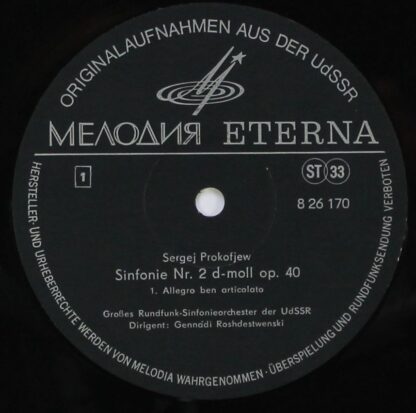 ORIGINALAUFNAHMEN AUS DER UdSSR
МЕЛОДИЯ ETERNA
1
ST 33
8 26 170
Sergej Prokofjew
Sinfonie Nr. 2 d-moll op. 40
1. Allegro ben articolato
Großes Rundfunk-Sinfonieorchester der UdSSR
Dirigent: Gennadi Roshdestwenski
HERSTELLER- UND URHEBERRECHTE WERDEN VON MELODIA WAHRGENOMMEN · ÜBERSPIELUNG UND RUNDFUNKSENDUNG VERBOTEN